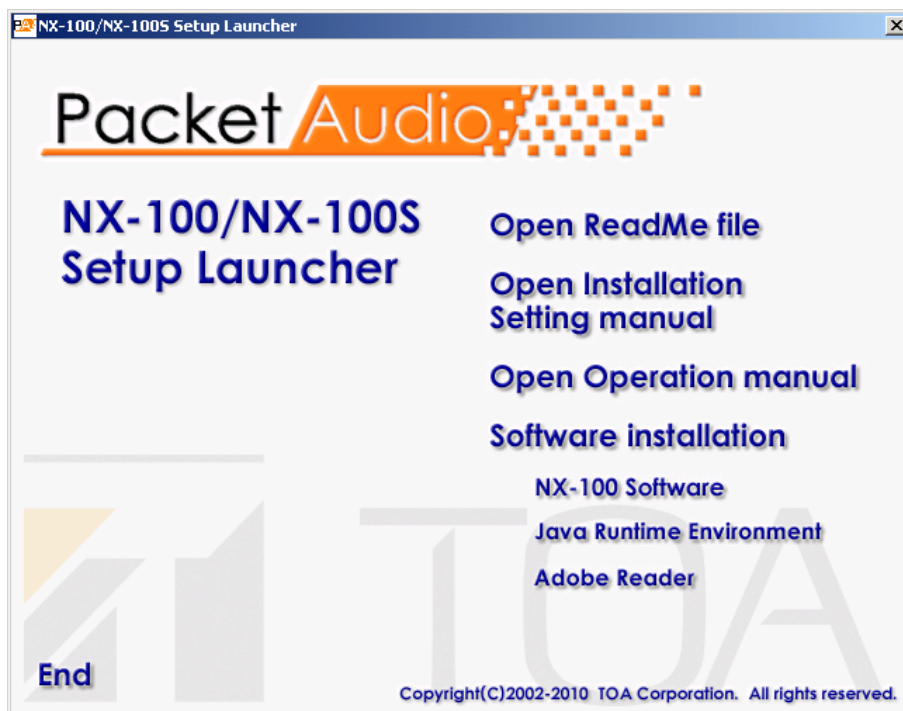 NX-100/NX-100S Setup Launcher
Packet Audio
NX-100/NX-100S
Setup Launcher
Open ReadMe file
Open Installation
Setting manual
Open Operation manual
Software installation
NX-100 Software
Java Runtime Environment
Adobe Reader
TOA
End
Copyright(C)2002-2010 TOA Corporation. All rights reserved.